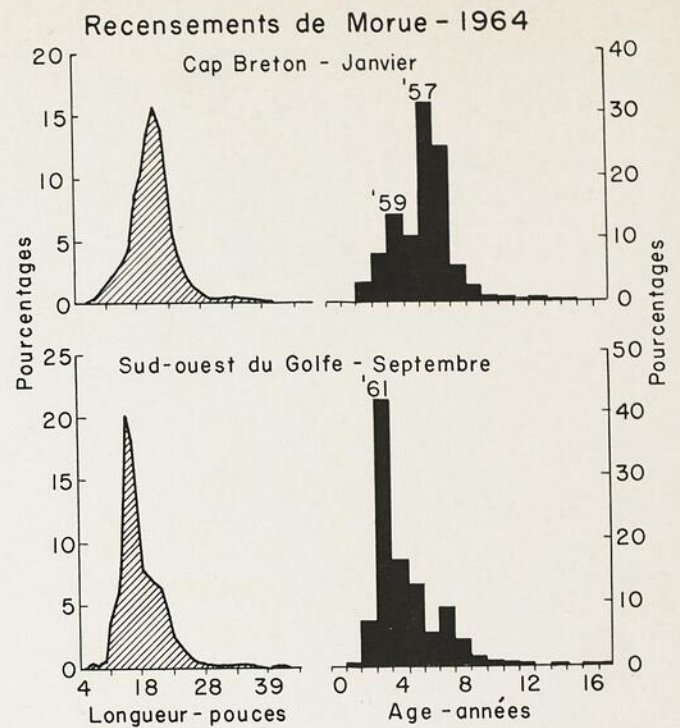 Recensements de Morue - 1964
Cap Breton - Janvier
20
15
10
5
0
'57
'59
40
30
20
10
0
Pourcentages
Pourcentages
Sud-ouest du Golfe - Septembre
25
20
15
10
5
0
'61
50
40
30
20
10
0
4 18 28 39
0 4 8 12 16
Longueur - pouces
Age - années